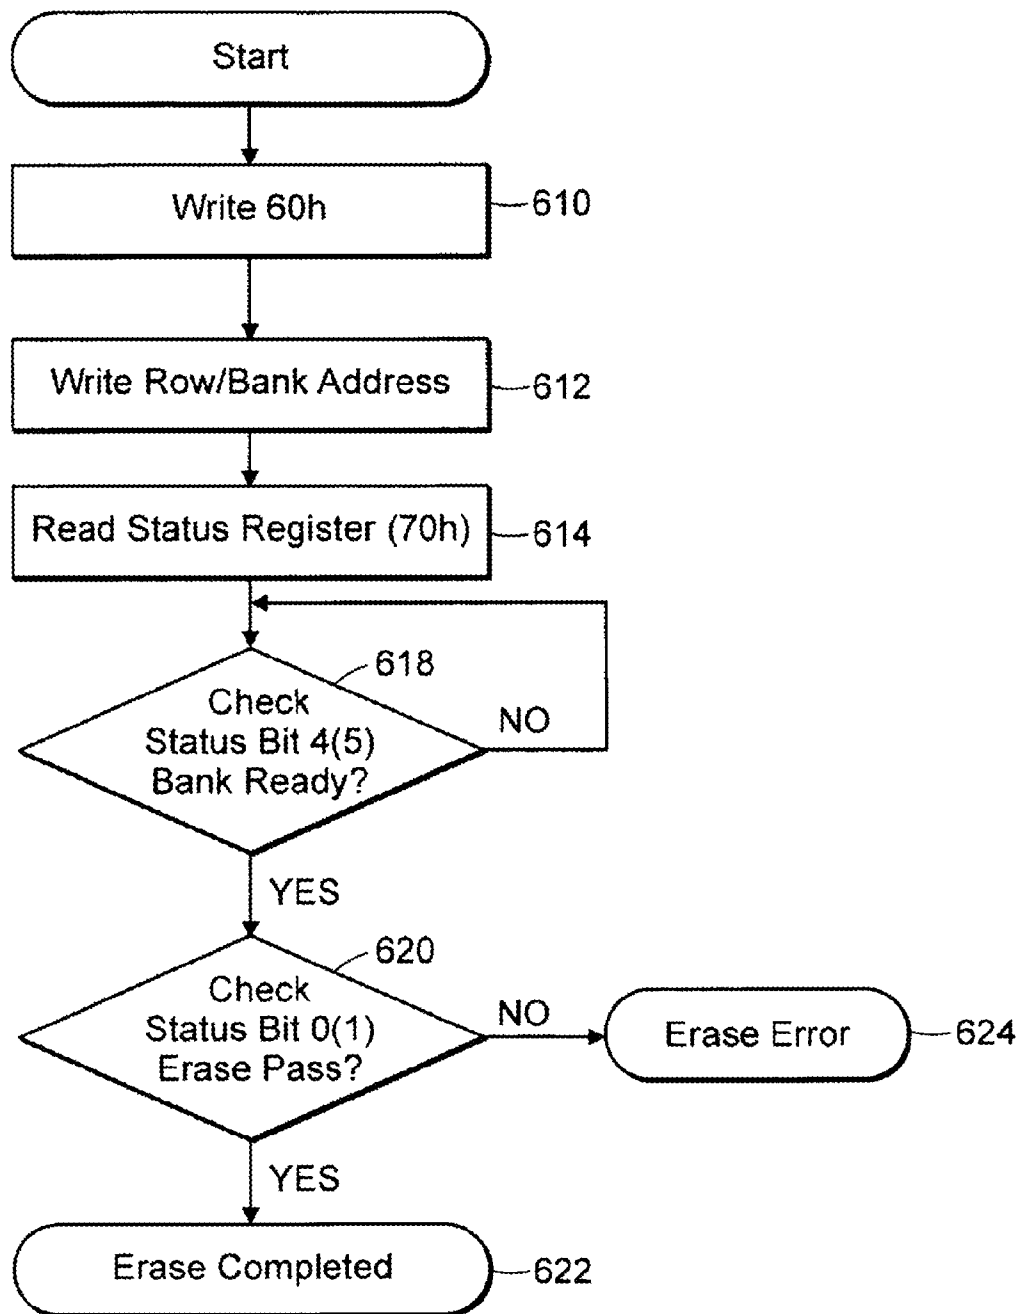 Start
Write 60h
610
Write Row/Bank Address
612
Read Status Register (70h)
614
618
Check
Status Bit 4(5)
Bank Ready?
NO
YES
620
Check
Status Bit 0(1)
Erase Pass?
NO
Erase Error
624
YES
Erase Completed
622